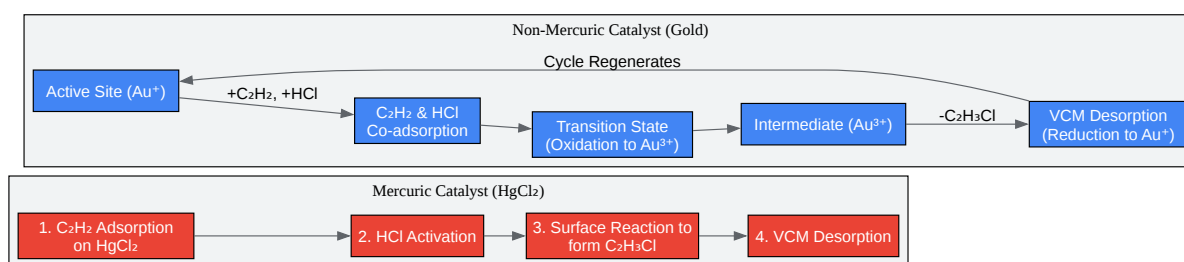 Non-Mercuric Catalyst (Gold)
Cycle Regenerates
Active Site (Au⁺)
+C₂H₂, +HCl
C₂H₂ & HCl
Co-adsorption
Transition State
(Oxidation to Au³⁺)
Intermediate (Au³⁺)
-C₂H₃Cl
VCM Desorption
(Reduction to Au⁺)
Mercuric Catalyst (HgCl₂)
1. C₂H₂ Adsorption
on HgCl₂
2. HCl Activation
3. Surface Reaction to
form C₂H₃Cl
4. VCM Desorption